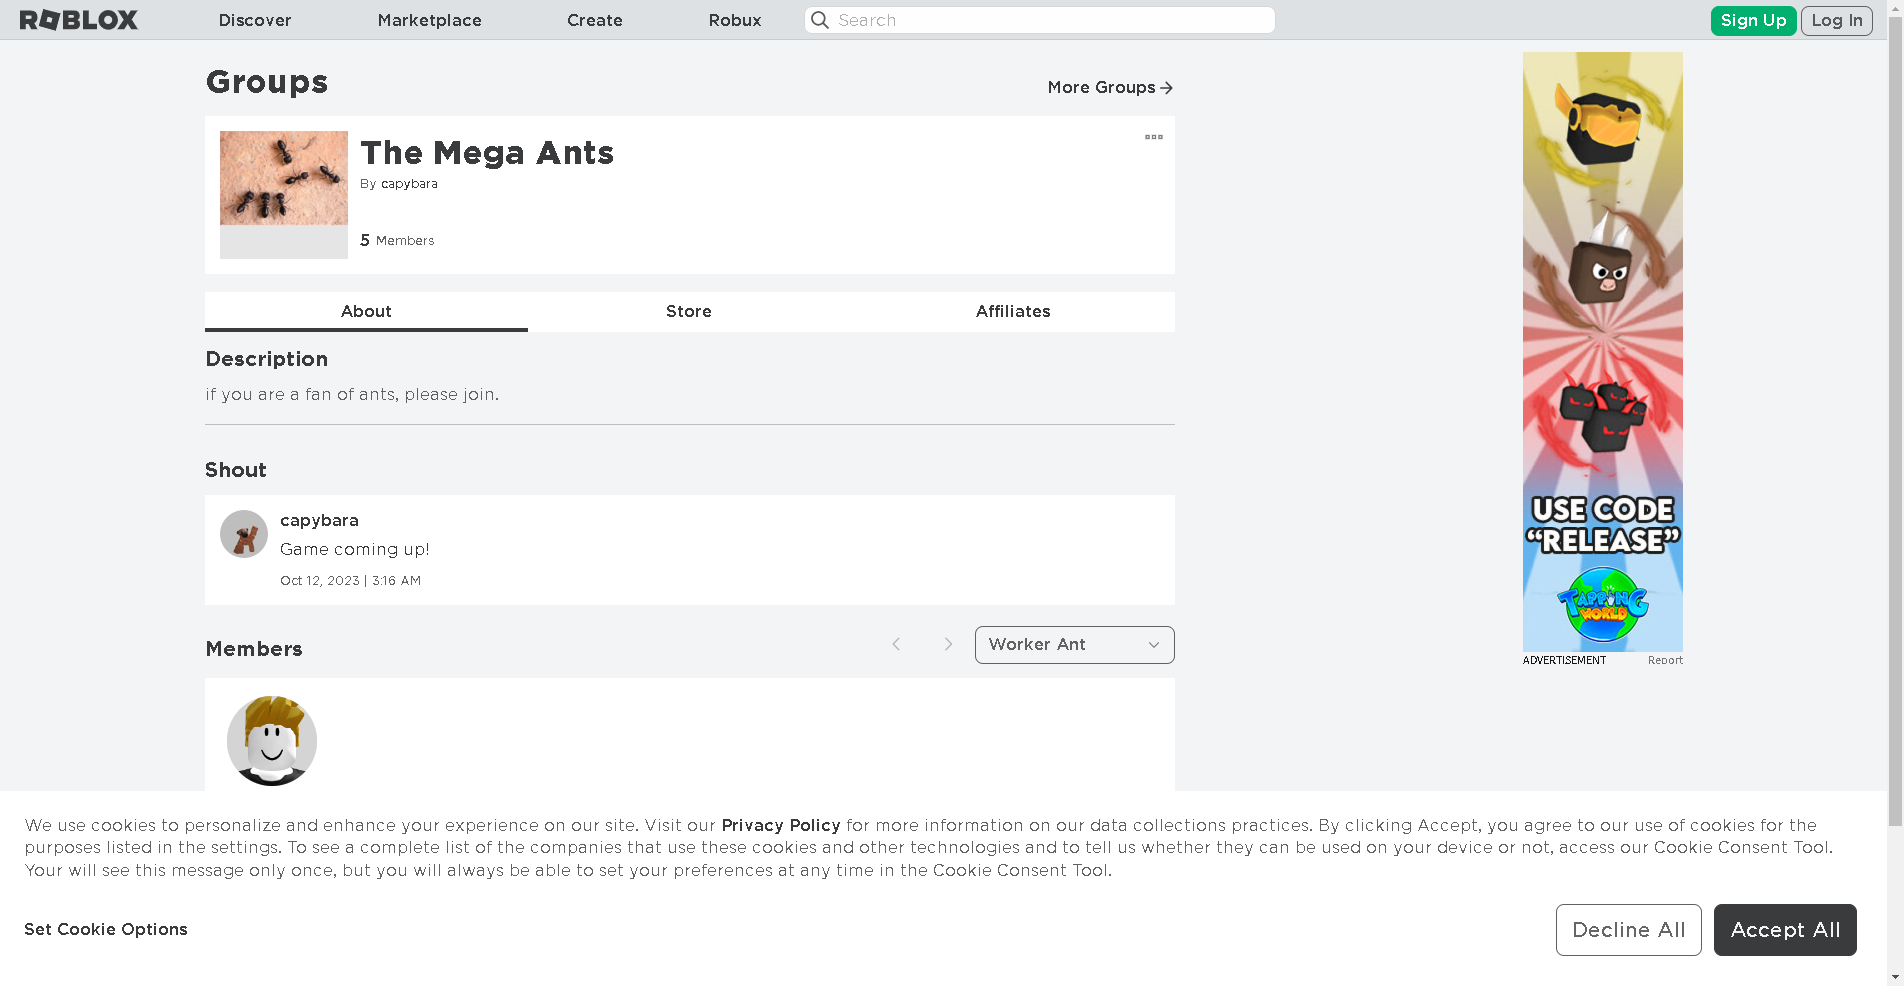 ROBLOX
Discover
Marketplace
Create
Robux
Search
Sign Up
Log In
Groups
More Groups
The Mega Ants
By capybara
5 Members
About
Store
Affiliates
Description
if you are a fan of ants, please join.
Shout
capybara
Game coming up!
Oct 12, 2023 | 3:16 AM
Members
Worker Ant
USE CODE
“RELEASE”
TAPPING
WORLD
ADVERTISEMENT
Report
We use cookies to personalize and enhance your experience on our site. Visit our Privacy Policy for more information on our data collections practices. By clicking Accept, you agree to our use of cookies for the
purposes listed in the settings. To see a complete list of the companies that use these cookies and other technologies and to tell us whether they can be used on your device or not, access our Cookie Consent Tool.
Your will see this message only once, but you will always be able to set your preferences at any time in the Cookie Consent Tool.
Set Cookie Options
Decline All
Accept All